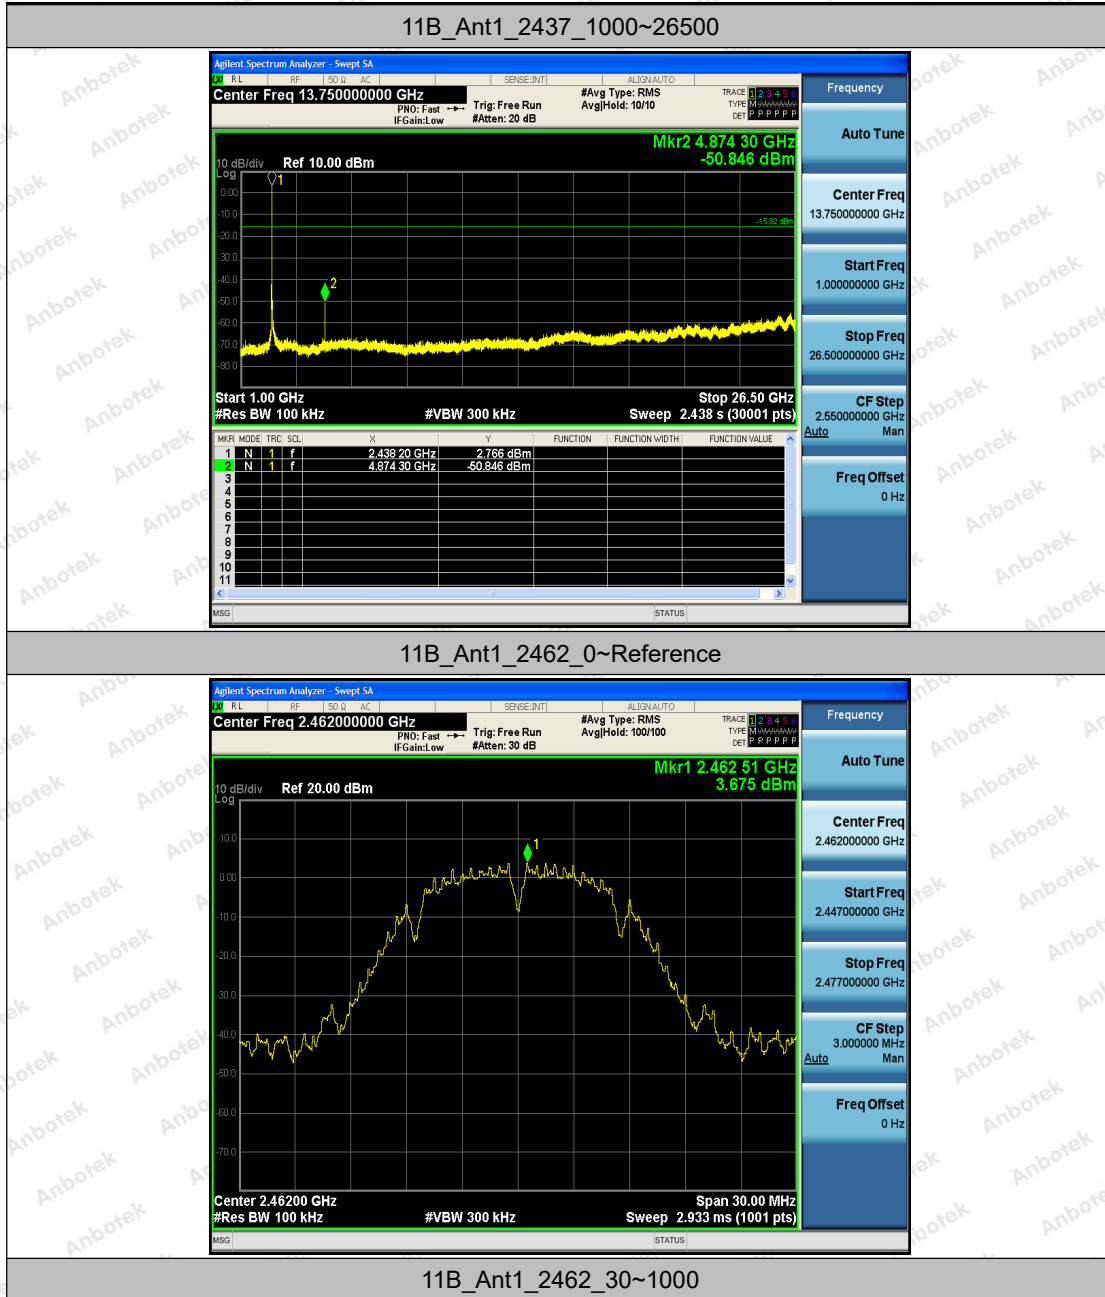 11B_Ant1_2437_1000~26500
Agilent Spectrum Analyzer - Swept SA
LXI RL RF 50 Ω AC SENSE:INT ALIGNAUTO
Center Freq 13.750000000 GHz
PNO: Fast
IFGain:Low
Trig: Free Run
#Atten: 20 dB
#Avg Type: RMS
Avg|Hold: 10/10
TRACE 1 2 3 4 5 6
TYPE M
DET P P P P P P
Mkr2 4.874 30 GHz
-50.846 dBm
10 dB/div Ref 10.00 dBm
Log
0.00
-10.0
-20.0
-30.0
-40.0
-50.0
-60.0
-70.0
-80.0
1
2
-15.82 dBm
Start 1.00 GHz Stop 26.50 GHz
#Res BW 100 kHz #VBW 300 kHz Sweep 2.438 s (30001 pts)
MKR MODE TRC SCL X Y FUNCTION FUNCTION WIDTH FUNCTION VALUE
1 N 1 f 2.438 20 GHz 2.766 dBm
2 N 1 f 4.874 30 GHz -50.846 dBm
3
4
5
6
7
8
9
10
11
MSG STATUS
Frequency
Auto Tune
Center Freq
13.750000000 GHz
Start Freq
1.000000000 GHz
Stop Freq
26.500000000 GHz
CF Step
2.550000000 GHz
Auto Man
Freq Offset
0 Hz
11B_Ant1_2462_0~Reference
Agilent Spectrum Analyzer - Swept SA
LXI RL RF 50 Ω AC SENSE:INT ALIGNAUTO
Center Freq 2.462000000 GHz
PNO: Fast
IFGain:Low
Trig: Free Run
#Atten: 30 dB
#Avg Type: RMS
Avg|Hold: 100/100
TRACE 1 2 3 4 5 6
TYPE M
DET P P P P P P
Mkr1 2.462 51 GHz
3.675 dBm
10 dB/div Ref 20.00 dBm
Log
10.0
0.00
-10.0
-20.0
-30.0
-40.0
-50.0
-60.0
-70.0
1
Center 2.46200 GHz Span 30.00 MHz
#Res BW 100 kHz #VBW 300 kHz Sweep 2.933 ms (1001 pts)
MSG STATUS
Frequency
Auto Tune
Center Freq
2.462000000 GHz
Start Freq
2.447000000 GHz
Stop Freq
2.477000000 GHz
CF Step
3.000000 MHz
Auto Man
Freq Offset
0 Hz
11B_Ant1_2462_30~1000